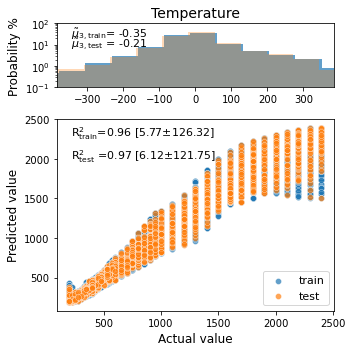 Temperature
Probability %
10² 10¹ 10⁰ 10⁻¹
μ̃₃,train = -0.35
μ̃₃,test = -0.21
−300 −200 −100 0 100 200 300
Predicted value
2500
2000
1500
1000
500
R²train=0.96 [5.77±126.32]
R²test =0.97 [6.12±121.75]
train
test
500 1000 1500 2000 2500
Actual value